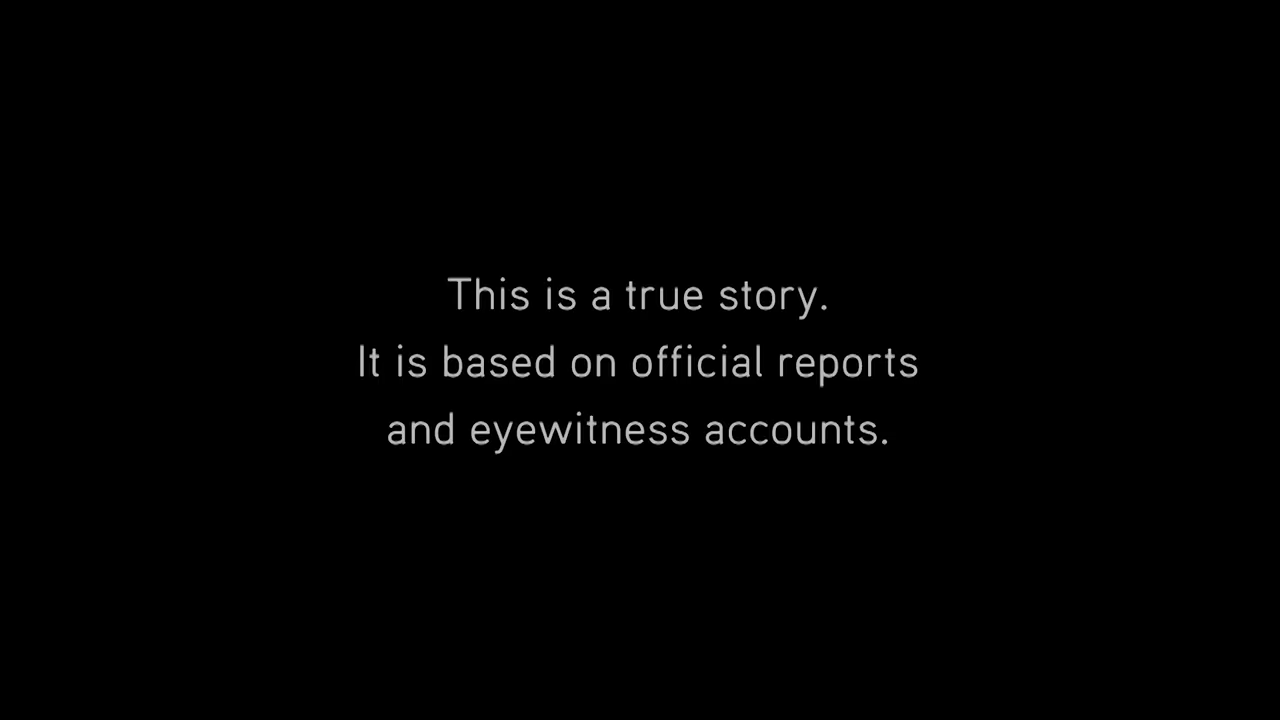 This is a true story.
It is based on official reports
and eyewitness accounts.